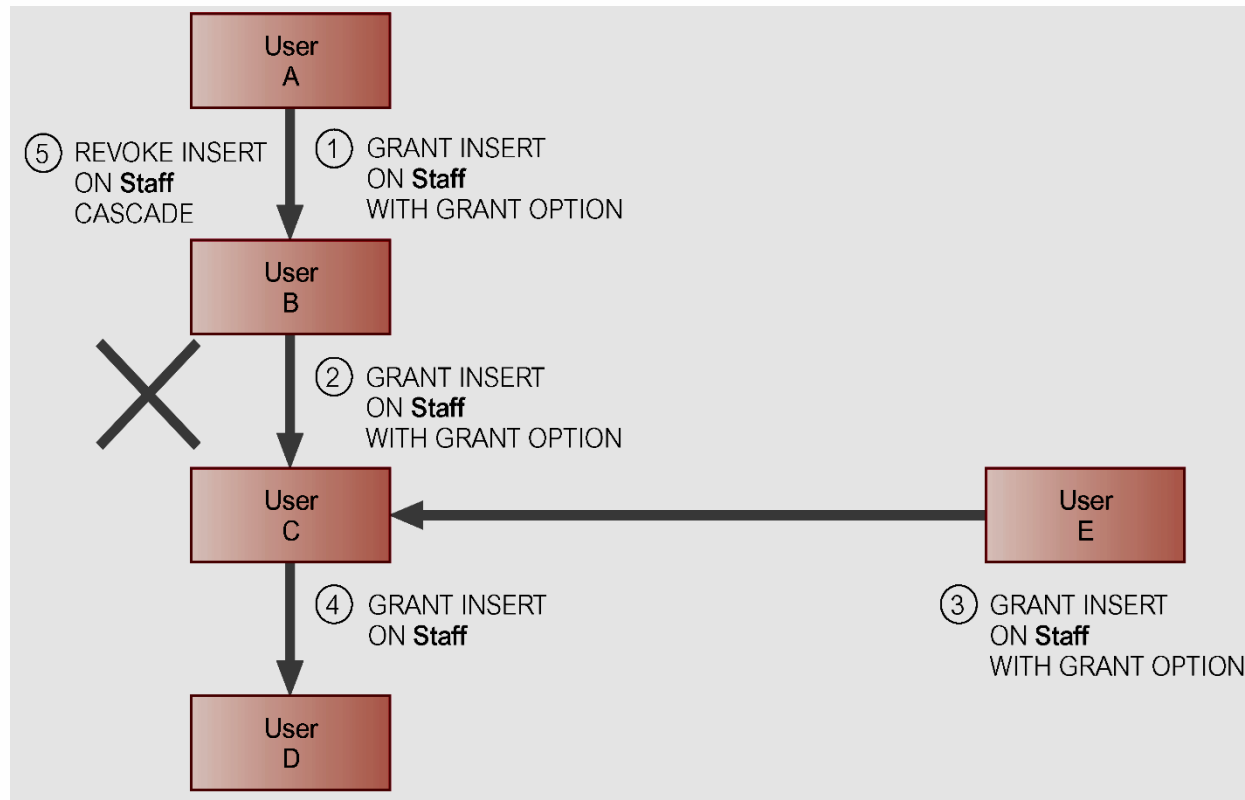 User
A
⑤ REVOKE INSERT
ON Staff
CASCADE
① GRANT INSERT
ON Staff
WITH GRANT OPTION
User
B
② GRANT INSERT
ON Staff
WITH GRANT OPTION
User
C
User
E
④ GRANT INSERT
ON Staff
③ GRANT INSERT
ON Staff
WITH GRANT OPTION
User
D